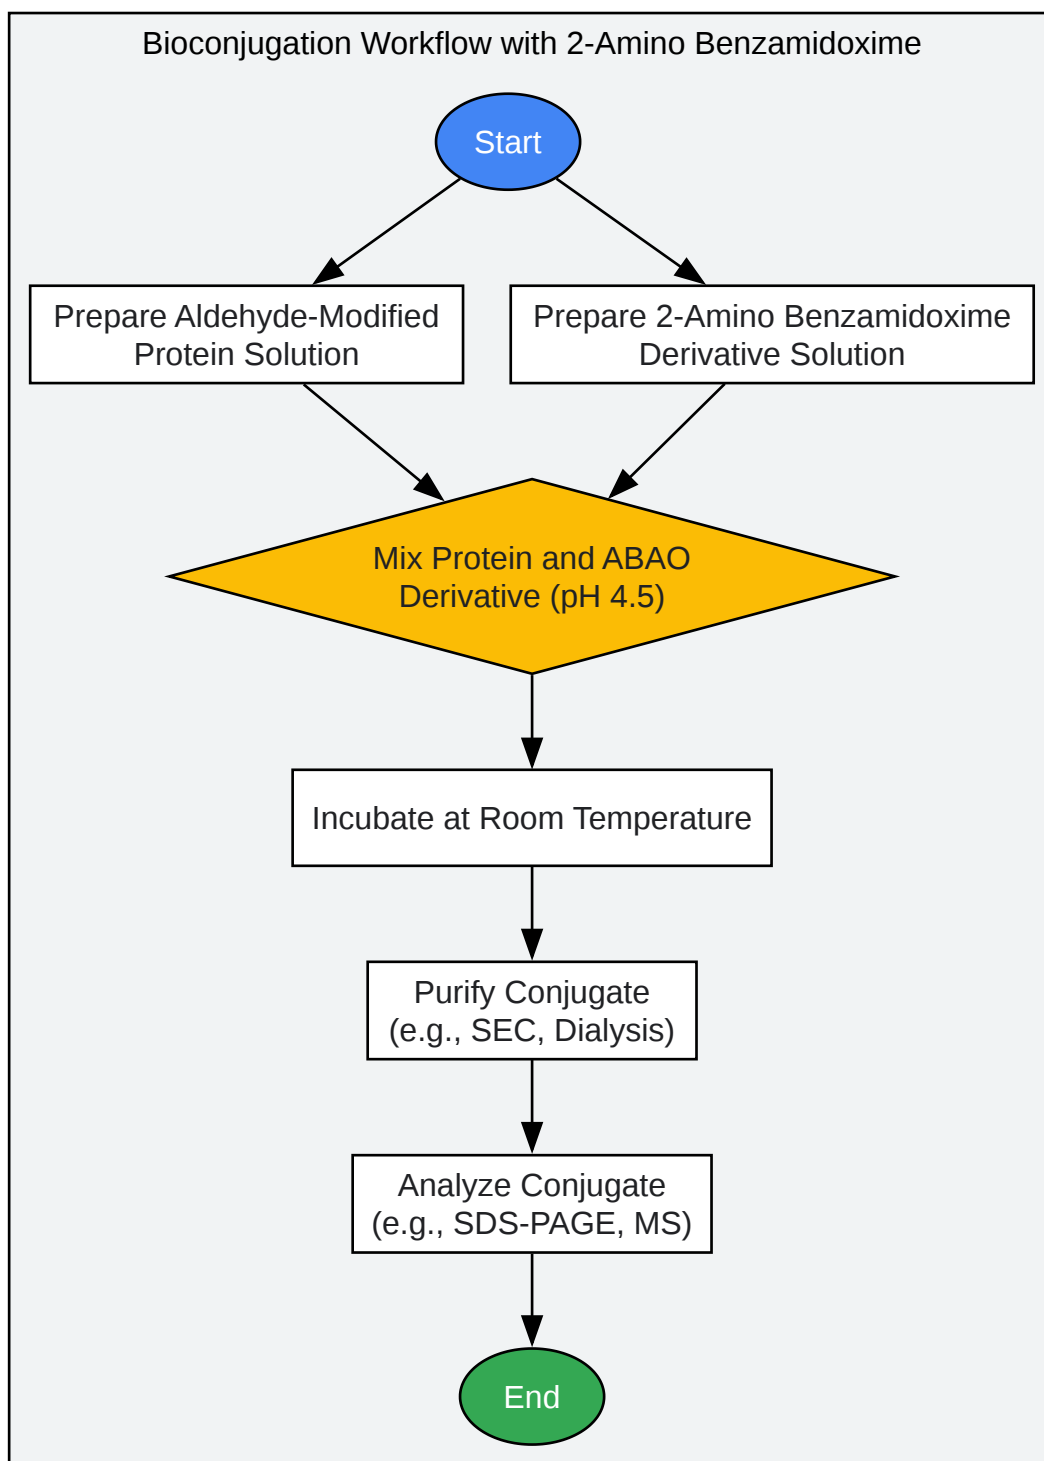 Bioconjugation Workflow with 2-Amino Benzamidoxime
Start
Prepare Aldehyde-Modified
Protein Solution
Prepare 2-Amino Benzamidoxime
Derivative Solution
Mix Protein and ABAO
Derivative (pH 4.5)
Incubate at Room Temperature
Purify Conjugate
(e.g., SEC, Dialysis)
Analyze Conjugate
(e.g., SDS-PAGE, MS)
End